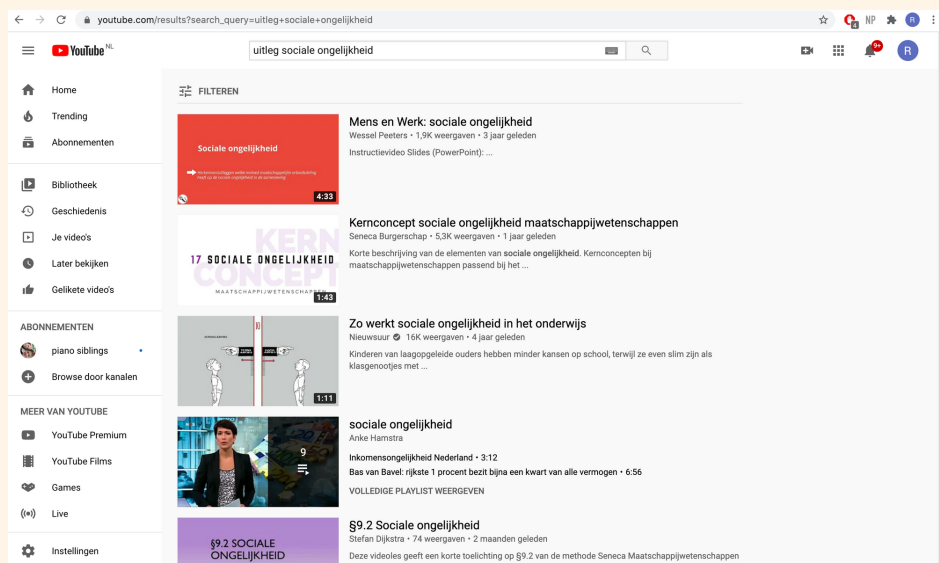 youtube.com/results?search_query=uitleg+sociale+ongelijkheid
NP
R
YouTube NL
uitleg sociale ongelijkheid
9+
R
Home
Trending
Abonnementen
Bibliotheek
Geschiedenis
Je video's
Later bekijken
Gelikete video's
ABONNEMENTEN
piano siblings
Browse door kanalen
MEER VAN YOUTUBE
YouTube Premium
YouTube Films
Games
Live
Instellingen
FILTEREN
Sociale ongelijkheid
4:33
Mens en Werk: sociale ongelijkheid
Wessel Peeters • 1,9K weergaven • 3 jaar geleden
Instructievideo Slides (PowerPoint): ...
KERN
17 SOCIALE ONGELIJKHEID
CONCEPT
MAATSCHAPPIJWETENSCHAPPEN
1:43
Kernconcept sociale ongelijkheid maatschappijwetenschappen
Seneca Burgerschap • 5,3K weergaven • 1 jaar geleden
Korte beschrijving van de elementen van sociale ongelijkheid. Kernconcepten bij
maatschappijwetenschappen passend bij het ...
1:11
Zo werkt sociale ongelijkheid in het onderwijs
Nieuwsuur 16K weergaven • 4 jaar geleden
Kinderen van laagopgeleide ouders hebben minder kansen op school, terwijl ze even slim zijn als
klasgenootjes met ...
9
sociale ongelijkheid
Anke Hamstra
Inkomensongelijkheid Nederland • 3:12
Bas van Bavel: rijkste 1 procent bezit bijna een kwart van alle vermogen • 6:56
VOLLEDIGE PLAYLIST WEERGEVEN
§9.2 SOCIALE
ONGELIJKHEID
§9.2 Sociale ongelijkheid
Stefan Dijkstra • 74 weergaven • 2 maanden geleden
Deze videoles geeft een korte toelichting op §9.2 van de methode Seneca Maatschappijwetenschappen